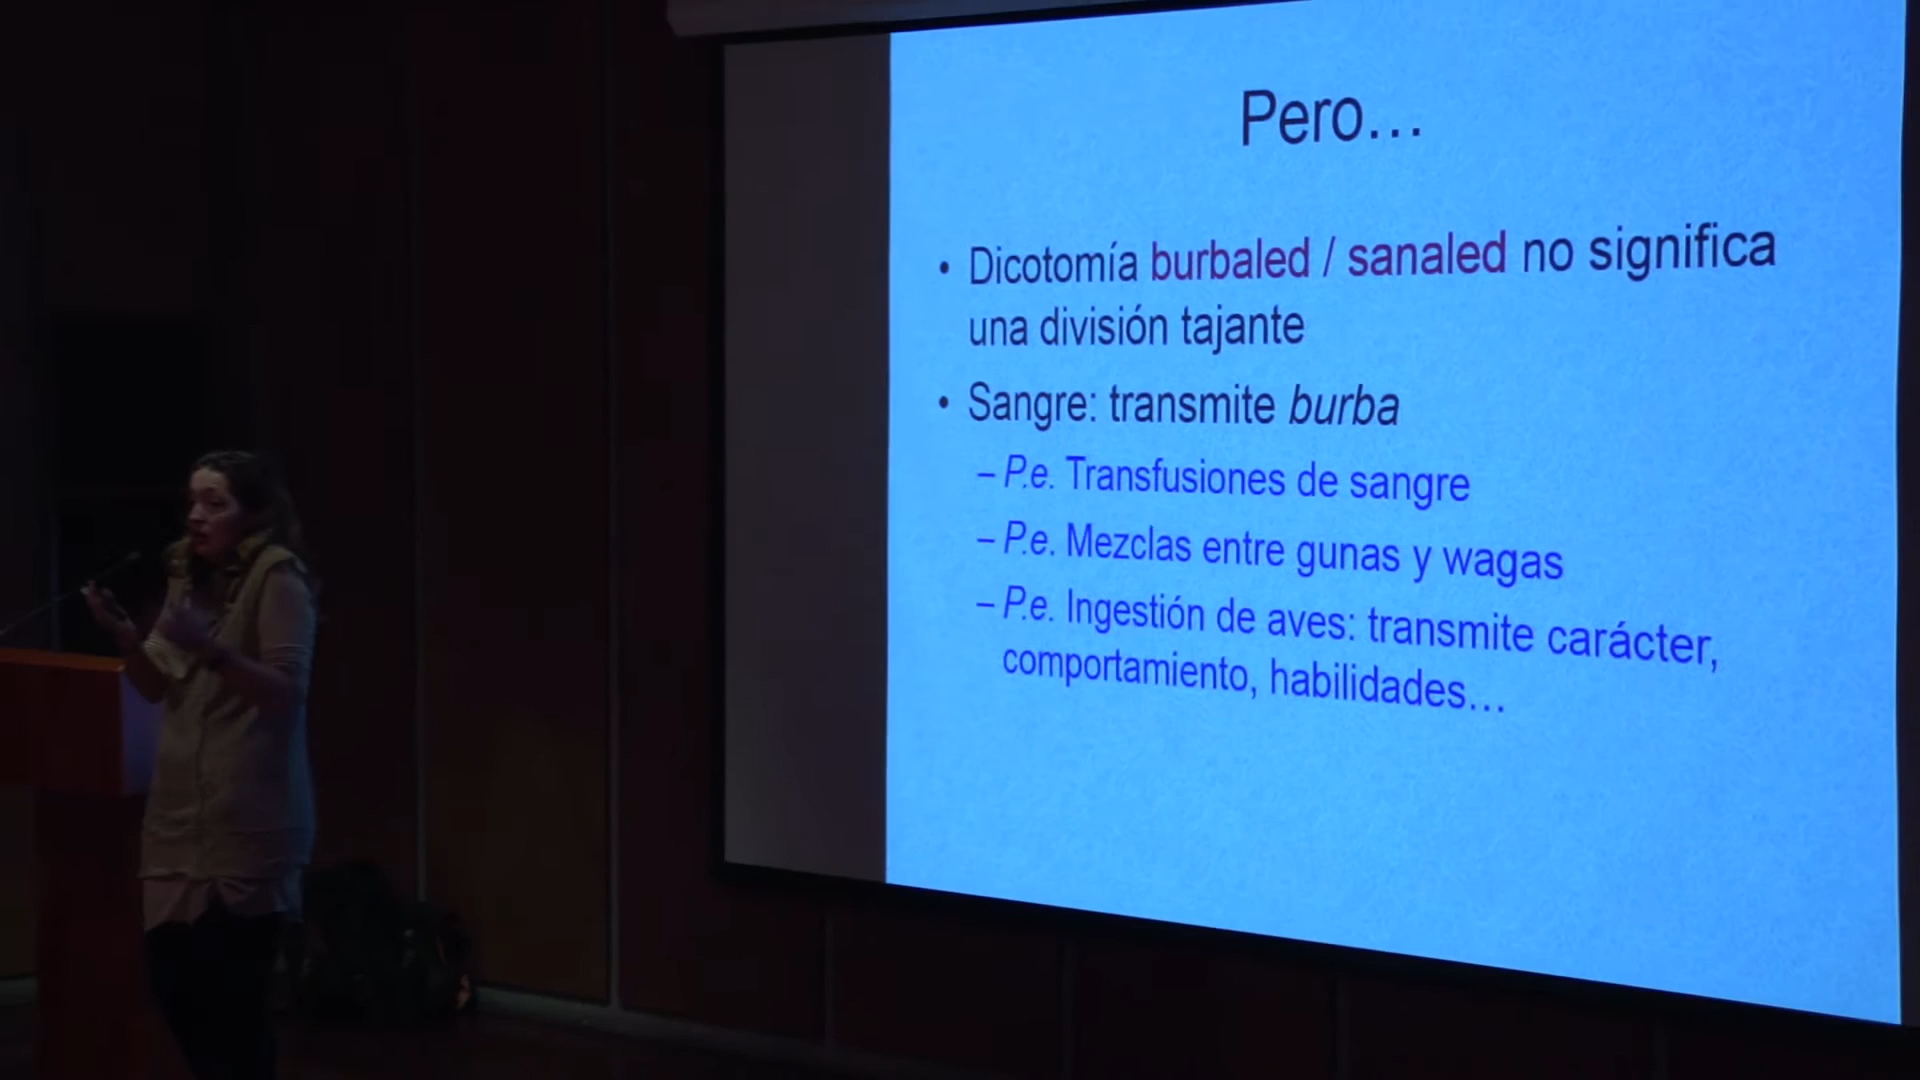 Pero...
• Dicotomía burbaled / sanaled no significa
una división tajante
• Sangre: transmite burba
– P.e. Transfusiones de sangre
– P.e. Mezclas entre gunas y wagas
– P.e. Ingestión de aves: transmite carácter,
comportamiento, habilidades...